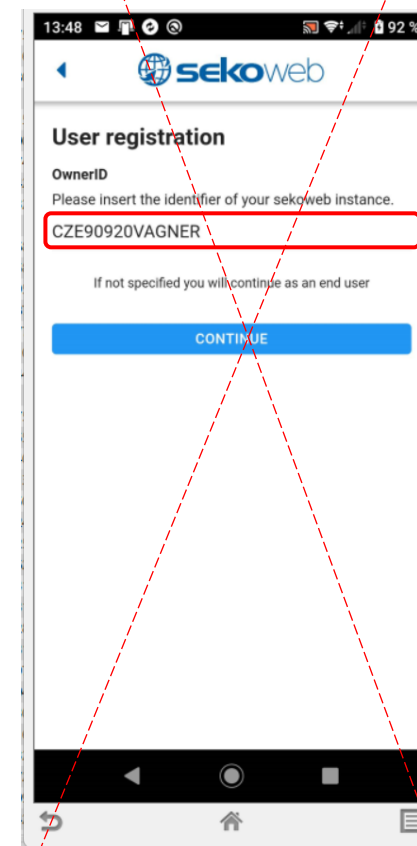 13:48 92 %
sekoweb
User registration
OwnerID
Please insert the identifier of your sekoweb instance.
CZE90920VAGNER
If not specified you will continue as an end user
CONTINUE